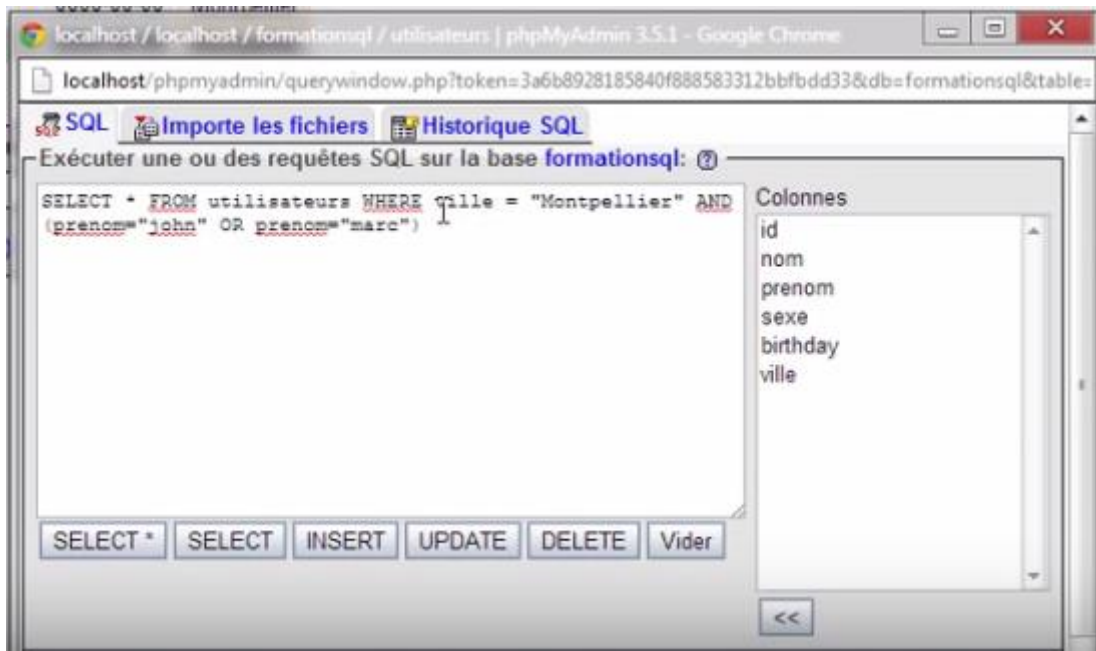 localhost / localhost / formationsql / utilisateurs | phpMyAdmin 3.5.1 - Google Chrome
localhost/phpmyadmin/querywindow.php?token=3a6b8928185840f888583312bbfbdd33&db=formationsql&table=
SQL Importe les fichiers Historique SQL
Exécuter une ou des requêtes SQL sur la base formationsql:
SELECT * FROM utilisateurs WHERE ville = "Montpellier" AND
(prenom="john" OR prenom="marc")
Colonnes
id
nom
prenom
sexe
birthday
ville
SELECT * SELECT INSERT UPDATE DELETE Vider
<<